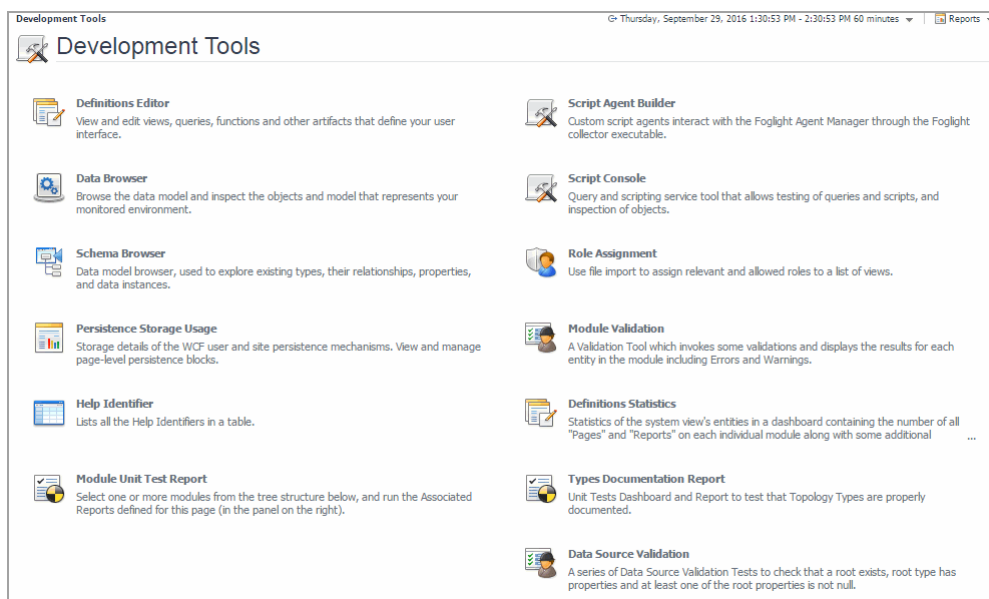 Development Tools
Thursday, September 29, 2016 1:30:53 PM - 2:30:53 PM 60 minutes
Reports
Development Tools
Definitions Editor
View and edit views, queries, functions and other artifacts that define your user
interface.
Data Browser
Browse the data model and inspect the objects and model that represents your
monitored environment.
Schema Browser
Data model browser, used to explore existing types, their relationships, properties,
and data instances.
Persistence Storage Usage
Storage details of the WCF user and site persistence mechanisms. View and manage
page-level persistence blocks.
Help Identifier
Lists all the Help Identifiers in a table.
Module Unit Test Report
Select one or more modules from the tree structure below, and run the Associated
Reports defined for this page (in the panel on the right).
Script Agent Builder
Custom script agents interact with the Foglight Agent Manager through the Foglight
collector executable.
Script Console
Query and scripting service tool that allows testing of queries and scripts, and
inspection of objects.
Role Assignment
Use file import to assign relevant and allowed roles to a list of views.
Module Validation
A Validation Tool which invokes some validations and displays the results for each
entity in the module including Errors and Warnings.
Definitions Statistics
Statistics of the system view's entities in a dashboard containing the number of all
"Pages" and "Reports" on each individual module along with some additional ...
Types Documentation Report
Unit Tests Dashboard and Report to test that Topology Types are properly
documented.
Data Source Validation
A series of Data Source Validation Tests to check that a root exists, root type has
properties and at least one of the root properties is not null.